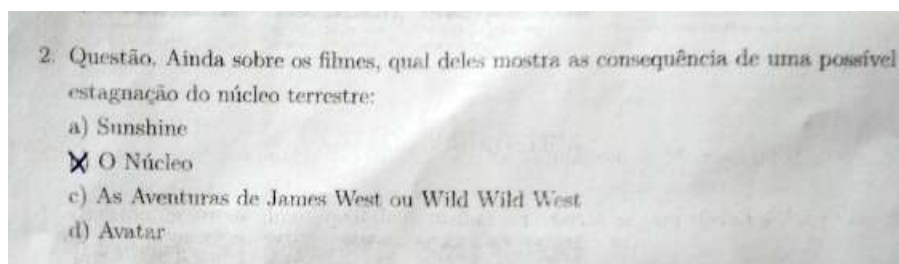 2. Questão. Ainda sobre os filmes, qual deles mostra as consequência de uma possível
estagnação do núcleo terrestre:
a) Sunshine
O Núcleo
c) As Aventuras de James West ou Wild Wild West
d) Avatar